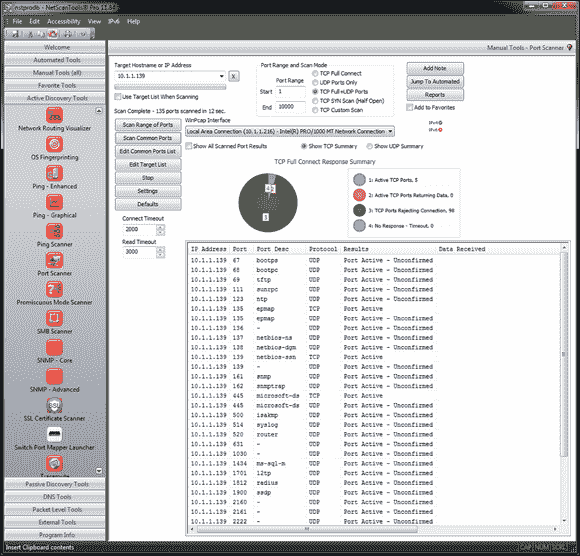 nstprodb - NetScanTools® Pro 11.83
File Edit Accessibility View IPv6 Help
Welcome
Automated Tools
Manual Tools (all)
Favorite Tools
Active Discovery Tools
Network Routing Visualizer
OS Fingerprinting
Ping - Enhanced
Ping - Graphical
Ping Scanner
Port Scanner
Promiscuous Mode Scanner
SMB Scanner
SNMP - Core
SNMP - Advanced
SSL Certificate Scanner
Switch Port Mapper Launcher
Passive Discovery Tools
DNS Tools
Packet Level Tools
External Tools
Program Info
Manual Tools - Port Scanner
Target Hostname or IP Address
10.1.1.139
X
Use Target List When Scanning
Scan Complete - 135 ports scanned in 12 sec.
Port Range and Scan Mode
Port Range
Start 1
End 10000
TCP Full Connect
UDP Ports Only
TCP Full +UDP Ports
TCP SYN Scan (Half Open)
TCP Custom Scan
Add Note
Jump To Automated
Reports
Add to Favorites
Scan Range of Ports
Scan Common Ports
Edit Common Ports List
Edit Target List
Stop
Settings
Defaults
Connect Timeout
2000
Read Timeout
3000
WinPcap Interface
Local Area Connection (10.1.1.216) - Intel(R) PRO/1000 MT Network Connection
IPv4
IPv6
Show All Scanned Port Results
Show TCP Summary
Show UDP Summary
TCP Full Connect Response Summary
4
3
1: Active TCP Ports, 5
2: Active TCP Ports Returning Data, 0
3: TCP Ports Rejecting Connection, 98
4: No Response - Timeout, 0
IP Address Port Port Desc Protocol Results Data Received
10.1.1.139 67 bootps UDP Port Active - Unconfirmed
10.1.1.139 68 bootpc UDP Port Active - Unconfirmed
10.1.1.139 69 tftp UDP Port Active - Unconfirmed
10.1.1.139 111 sunrpc UDP Port Active - Unconfirmed
10.1.1.139 123 ntp UDP Port Active - Unconfirmed
10.1.1.139 135 epmap TCP Port Active
10.1.1.139 135 epmap UDP Port Active - Unconfirmed
10.1.1.139 136 - UDP Port Active - Unconfirmed
10.1.1.139 137 netbios-ns UDP Port Active - Unconfirmed
10.1.1.139 138 netbios-dgm UDP Port Active - Unconfirmed
10.1.1.139 139 netbios-ssn TCP Port Active
10.1.1.139 139 - UDP Port Active - Unconfirmed
10.1.1.139 161 snmp UDP Port Active - Unconfirmed
10.1.1.139 162 snmptrap UDP Port Active - Unconfirmed
10.1.1.139 445 microsoft-ds TCP Port Active
10.1.1.139 445 microsoft-ds UDP Port Active - Unconfirmed
10.1.1.139 500 isakmp UDP Port Active - Unconfirmed
10.1.1.139 514 syslog UDP Port Active - Unconfirmed
10.1.1.139 520 router UDP Port Active - Unconfirmed
10.1.1.139 631 - UDP Port Active - Unconfirmed
10.1.1.139 1030 - UDP Port Active - Unconfirmed
10.1.1.139 1434 ms-sql-m UDP Port Active - Unconfirmed
10.1.1.139 1701 l2tp UDP Port Active - Unconfirmed
10.1.1.139 1812 radius UDP Port Active - Unconfirmed
10.1.1.139 1900 ssdp UDP Port Active - Unconfirmed
10.1.1.139 2160 - UDP Port Active - Unconfirmed
10.1.1.139 2161 - UDP Port Active - Unconfirmed
10.1.1.139 2222 - UDP Port Active - Unconfirmed
Insert Clipboard contents
CAP NUM SCRL